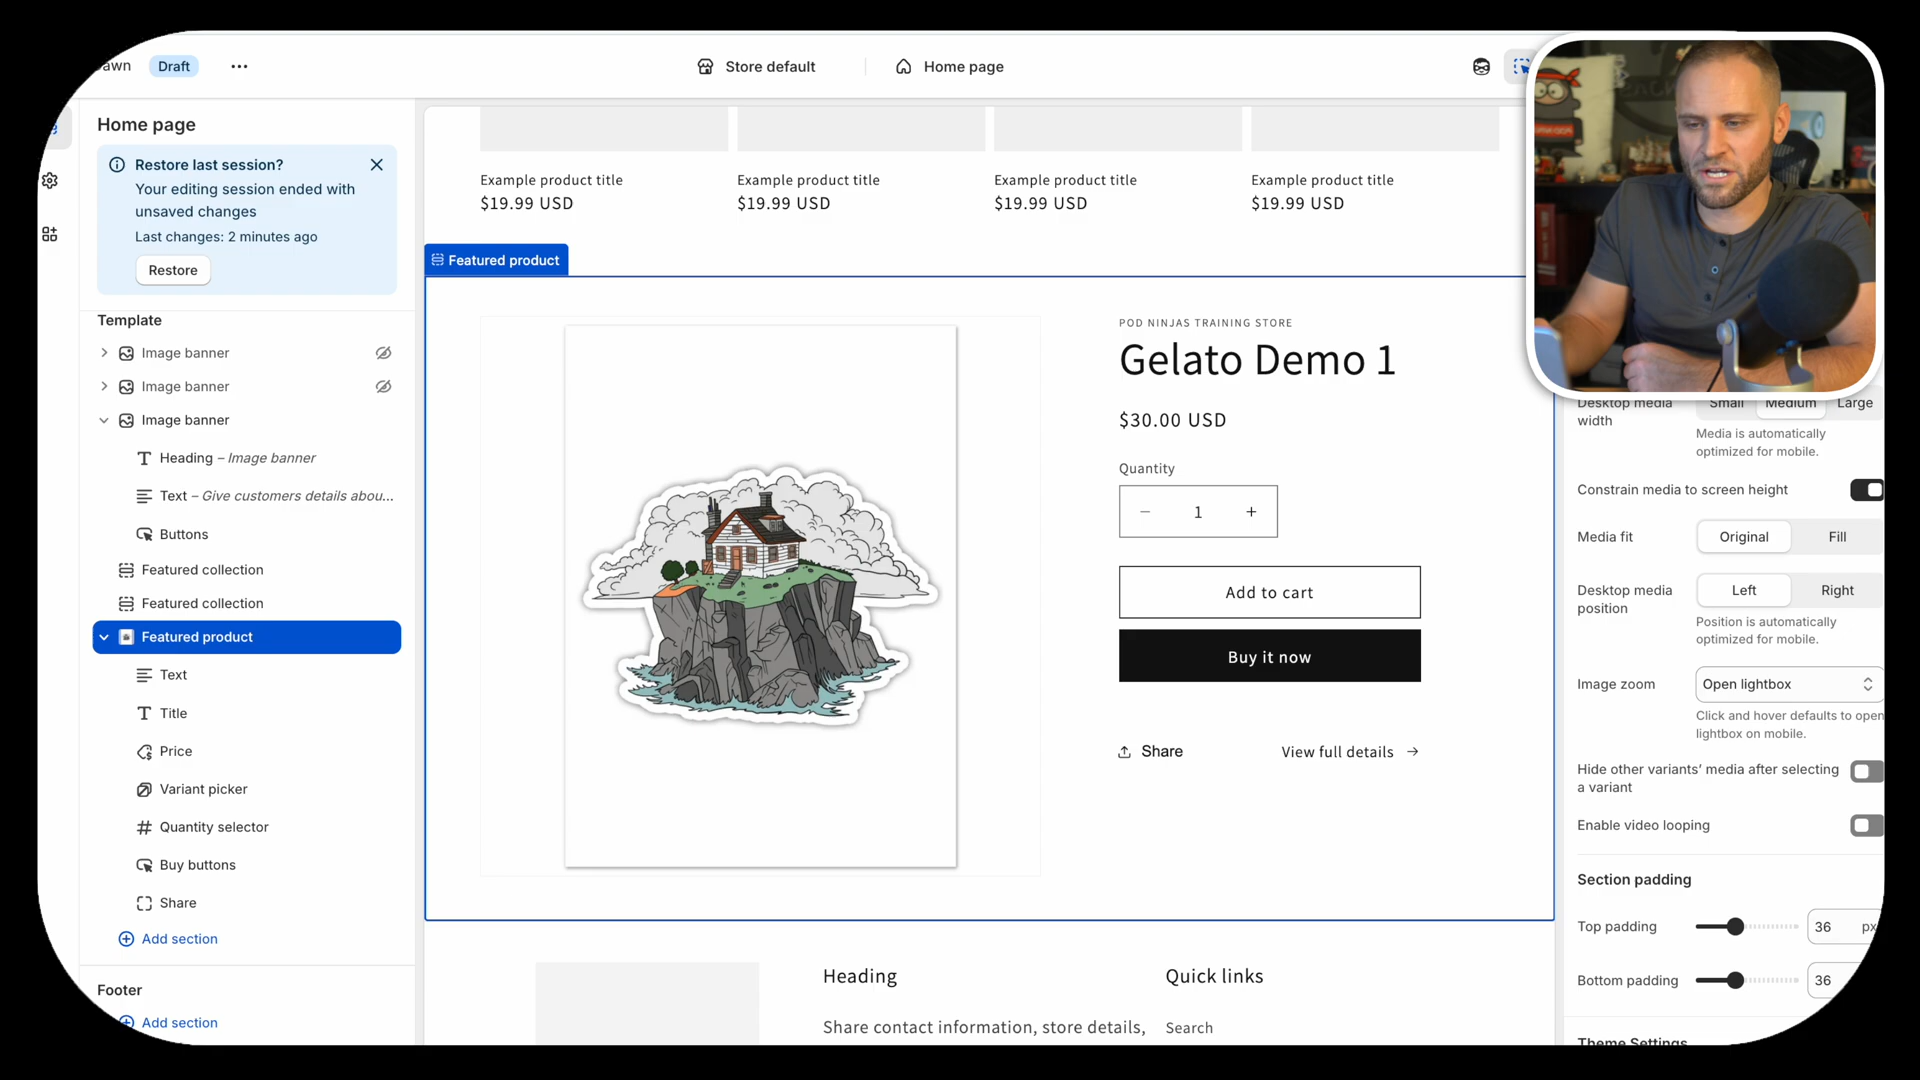 Draft
Store default
Home page
Home page
Restore last session?
Your editing session ended with
unsaved changes
Last changes: 2 minutes ago
Restore
Template
Image banner
Image banner
Image banner
Heading – Image banner
Text – Give customers details abou...
Buttons
Featured collection
Featured collection
Featured product
Text
Title
Price
Variant picker
Quantity selector
Buy buttons
Share
Add section
Footer
Add section
Example product title
$19.99 USD
Example product title
$19.99 USD
Example product title
$19.99 USD
Example product title
$19.99 USD
Featured product
POD NINJAS TRAINING STORE
Gelato Demo 1
$30.00 USD
Quantity
− 1 +
Add to cart
Buy it now
Share
View full details →
Heading
Share contact information, store details,
Quick links
Search
Desktop media
width
Small Medium Large
Media is automatically
optimized for mobile.
Constrain media to screen height
Media fit
Original Fill
Desktop media
position
Left Right
Position is automatically
optimized for mobile.
Image zoom
Open lightbox
Click and hover defaults to open
lightbox on mobile.
Hide other variants’ media after selecting
a variant
Enable video looping
Section padding
Top padding
36 px
Bottom padding
36
Theme Settings